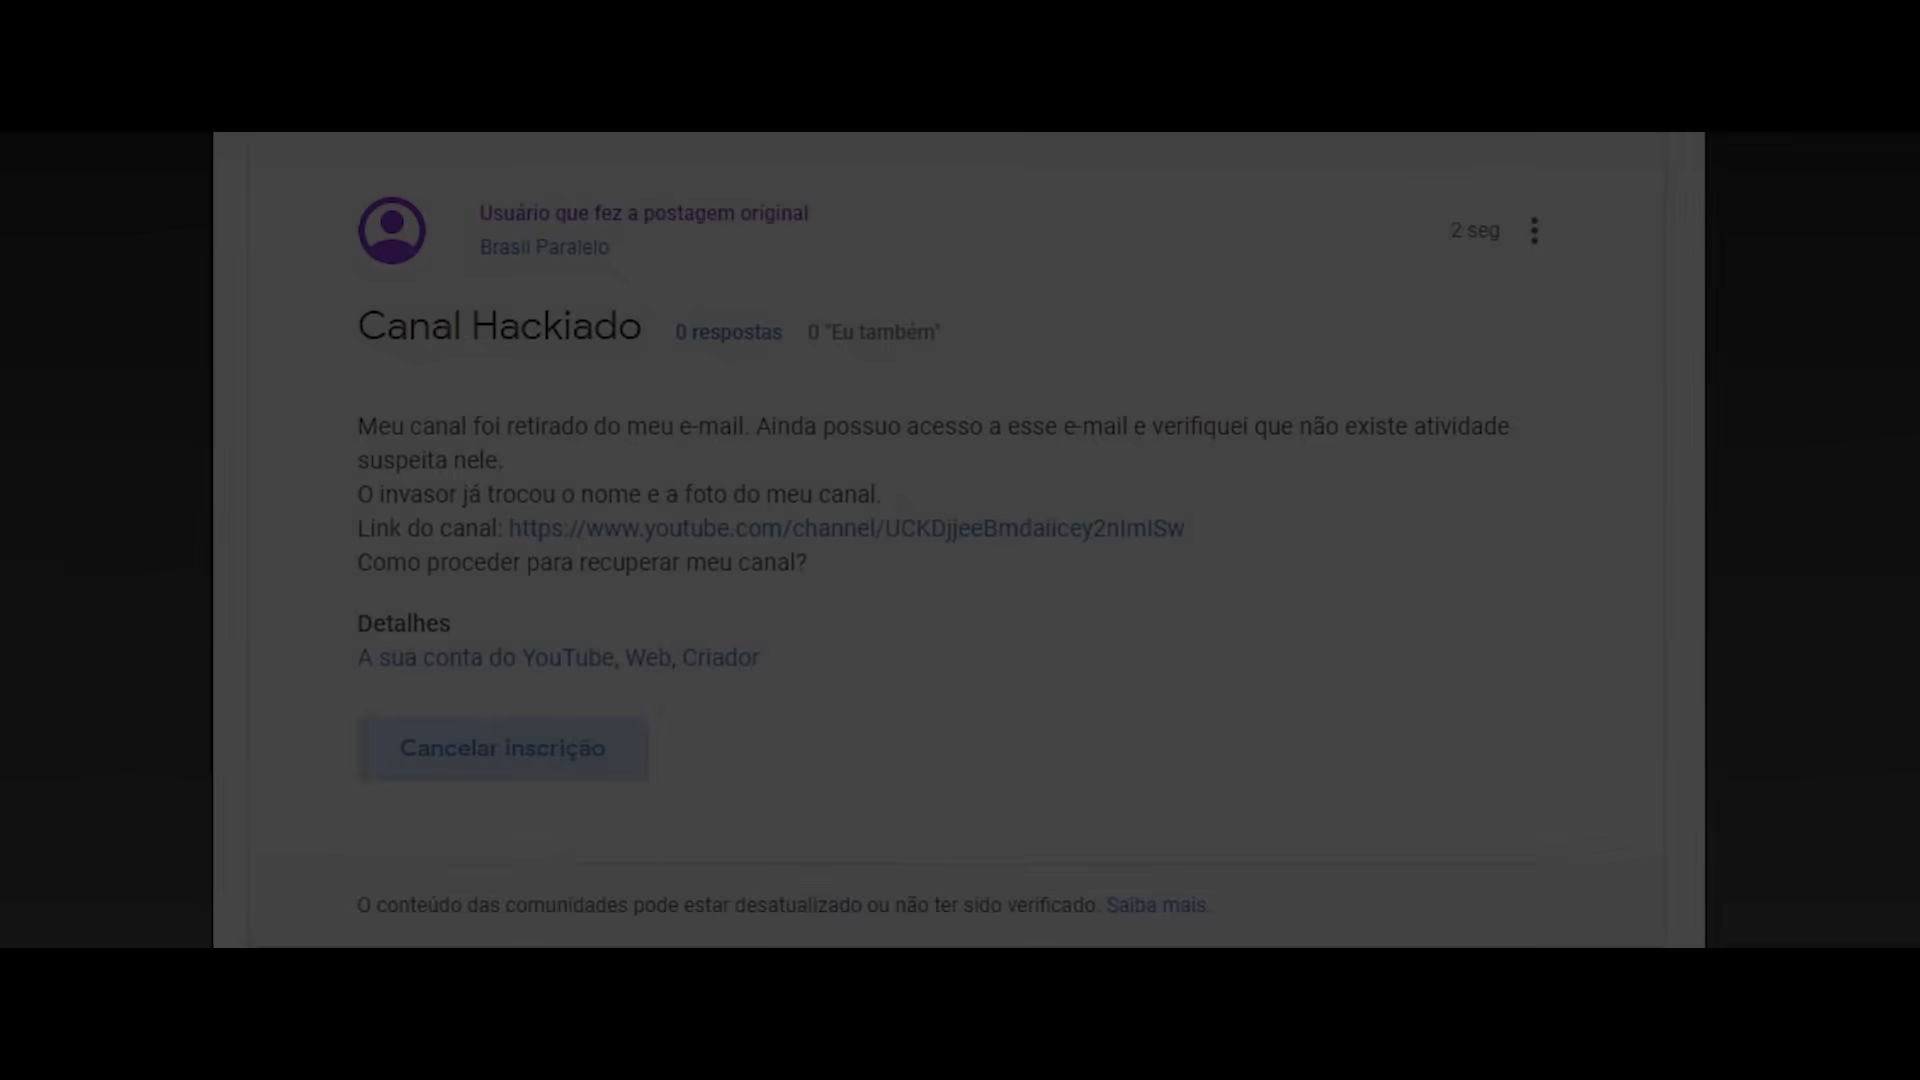 Usuário que fez a postagem original
Brasil Paralelo
2 seg
Canal Hackiado 0 respostas 0 "Eu também"
Meu canal foi retirado do meu e-mail. Ainda possuo acesso a esse e-mail e verifiquei que não existe atividade
suspeita nele.
O invasor já trocou o nome e a foto do meu canal.
Link do canal: https://www.youtube.com/channel/UCKDjjeeBmdaiicey2nImISw
Como proceder para recuperar meu canal?
Detalhes
A sua conta do YouTube, Web, Criador
Cancelar inscrição
O conteúdo das comunidades pode estar desatualizado ou não ter sido verificado. Saiba mais.